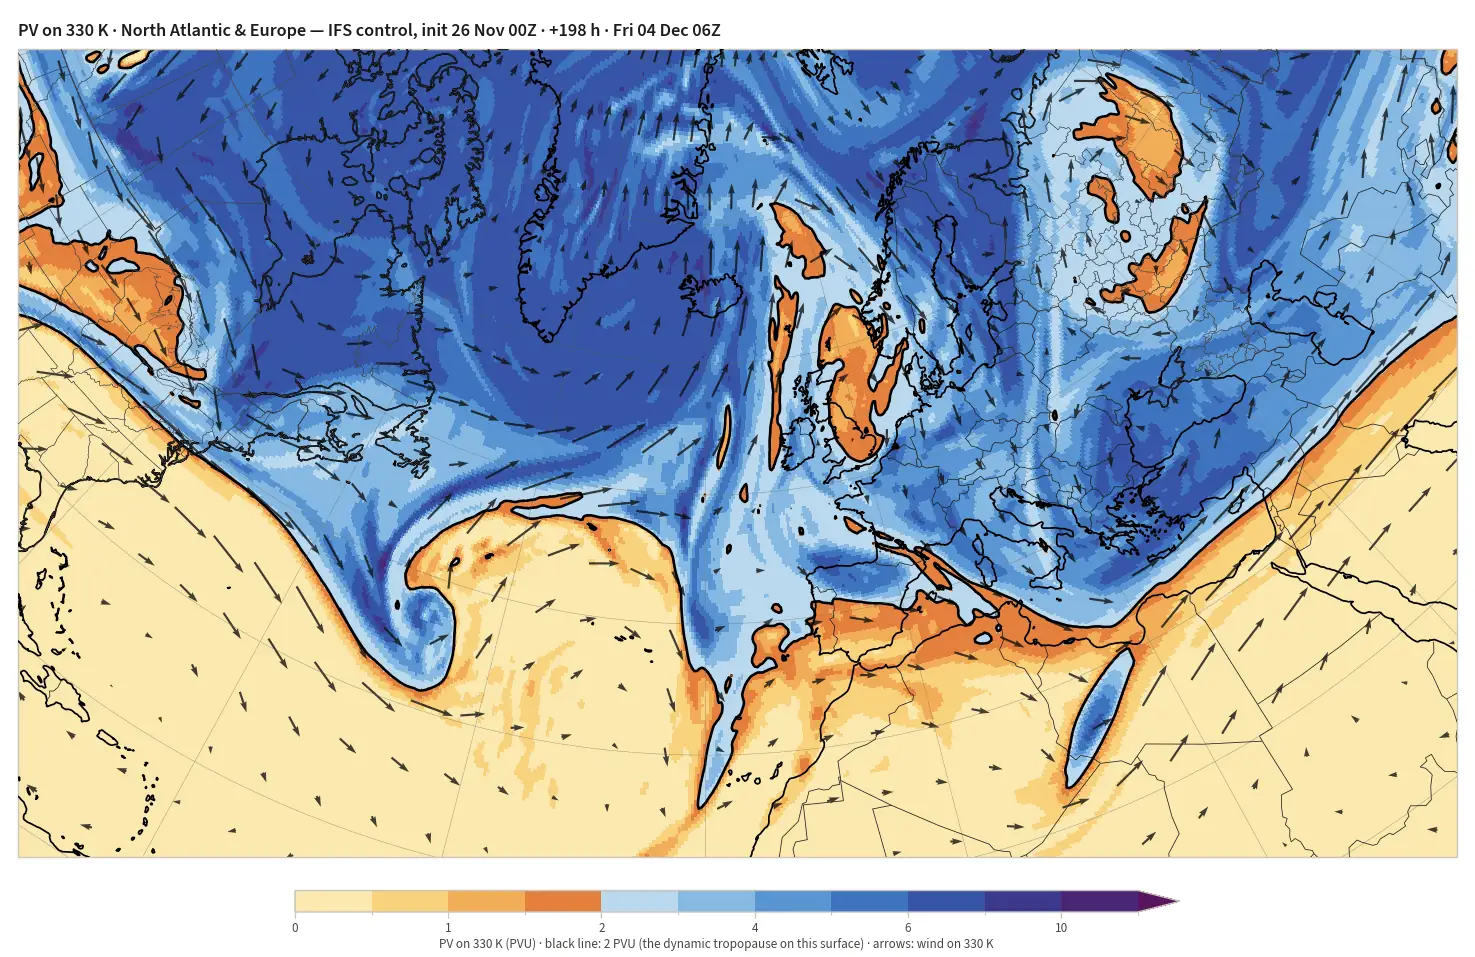 PV on 330 K · North Atlantic & Europe — IFS control, init 26 Nov 00Z · +198 h · Fri 04 Dec 06Z
0 1 2 4 6 10
PV on 330 K (PVU) · black line: 2 PVU (the dynamic tropopause on this surface) · arrows: wind on 330 K